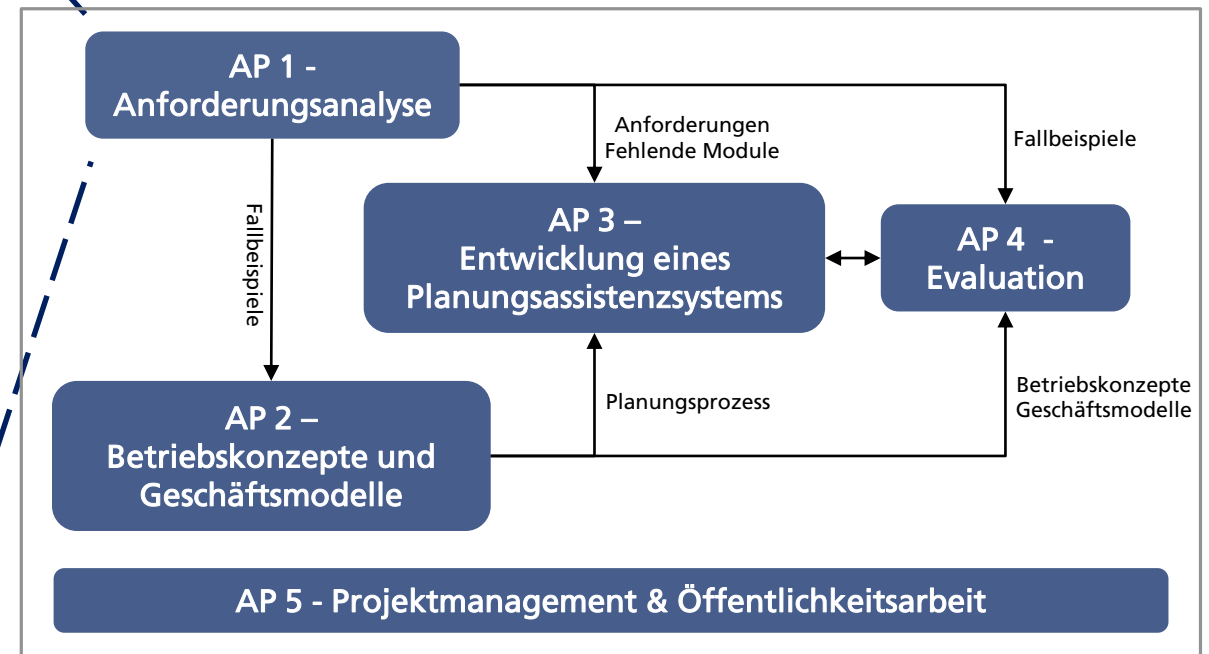 AP 1 -
Anforderungsanalyse
Anforderungen
Fehlende Module
Fallbeispiele
Fallbeispiele
AP 3 –
Entwicklung eines
Planungsassistenzsystems
AP 4 -
Evaluation
AP 2 –
Betriebskonzepte und
Geschäftsmodelle
Planungsprozess
Betriebskonzepte
Geschäftsmodelle
AP 5 - Projektmanagement & Öffentlichkeitsarbeit